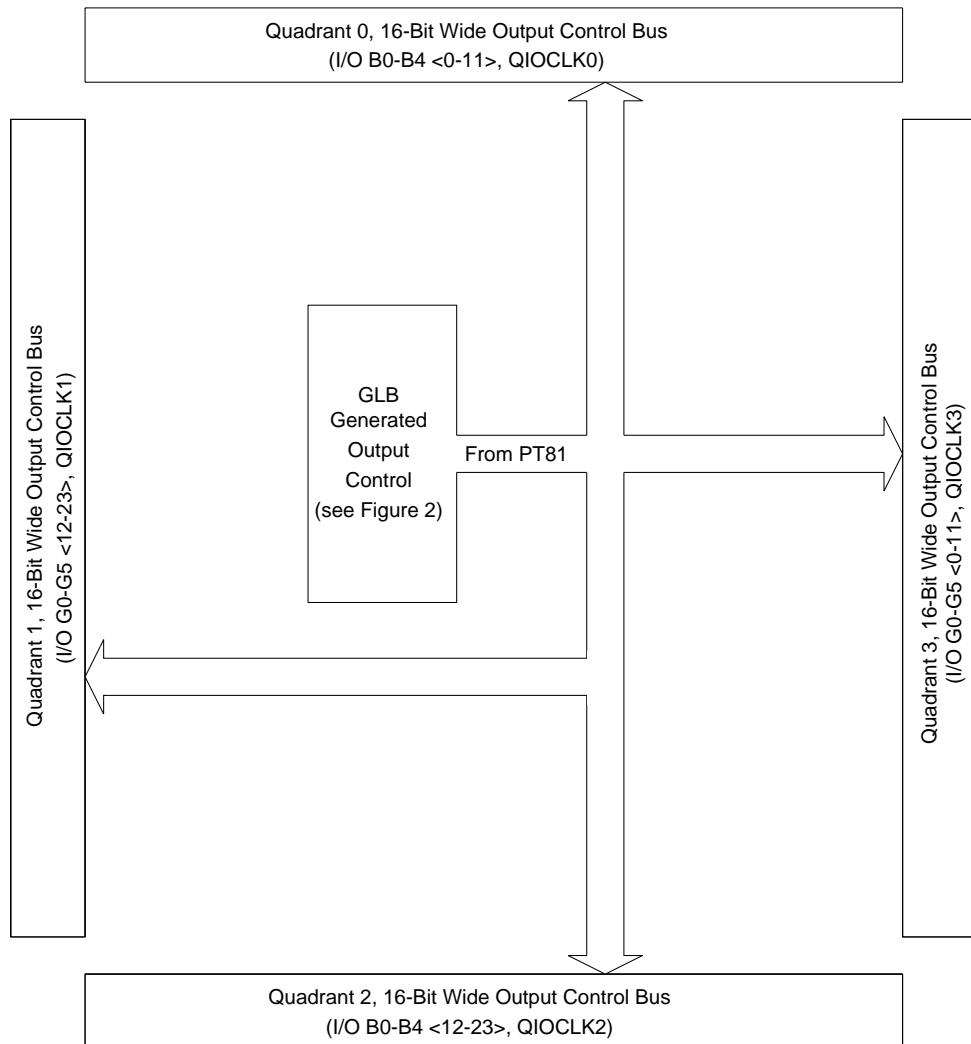 Quadrant 0, 16-Bit Wide Output Control Bus
(I/O B0-B4 <0-11>, QIOCLK0)
Quadrant 1, 16-Bit Wide Output Control Bus
(I/O G0-G5 <12-23>, QIOCLK1)
GLB
Generated
Output
Control
(see Figure 2)
From PT81
Quadrant 3, 16-Bit Wide Output Control Bus
(I/O G0-G5 <0-11>, QIOCLK3)
Quadrant 2, 16-Bit Wide Output Control Bus
(I/O B0-B4 <12-23>, QIOCLK2)